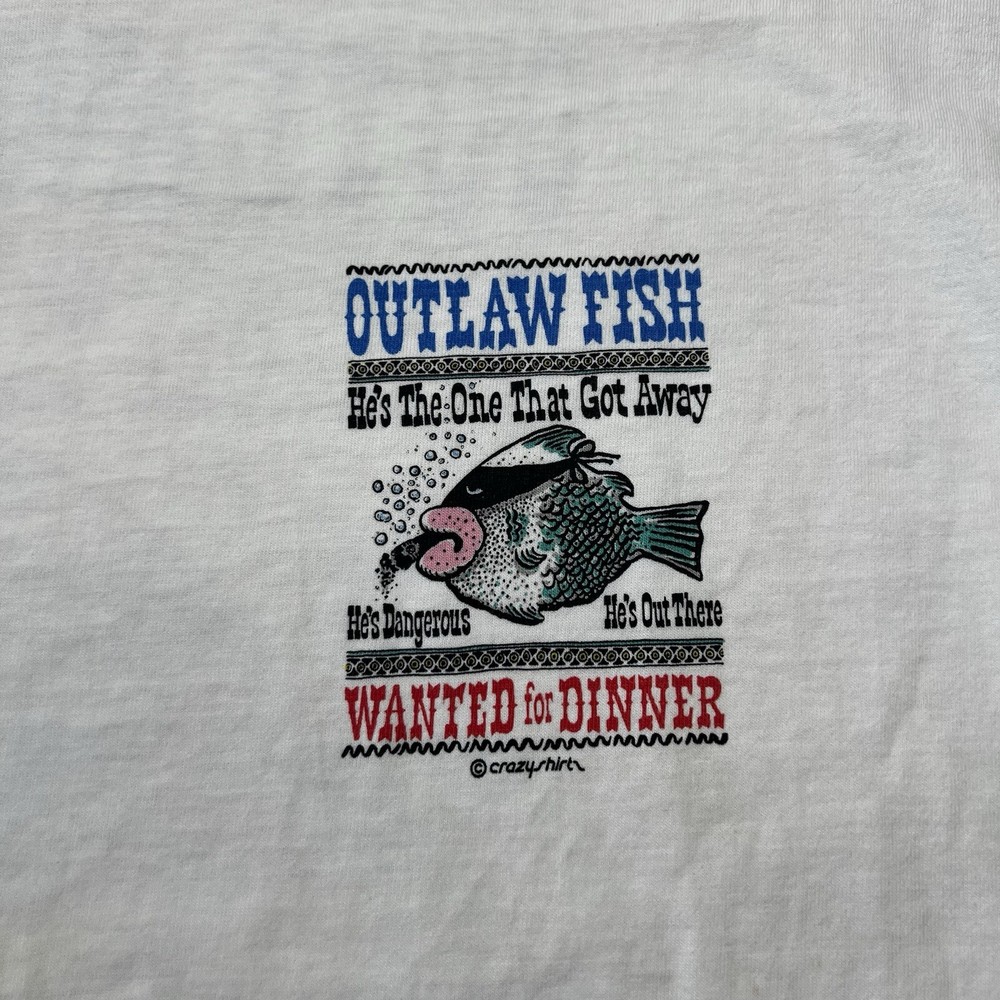 OUTLAW FISH
He's The One That Got Away
He's Dangerous He's Out There
WANTED for DINNER
© crazyshirts